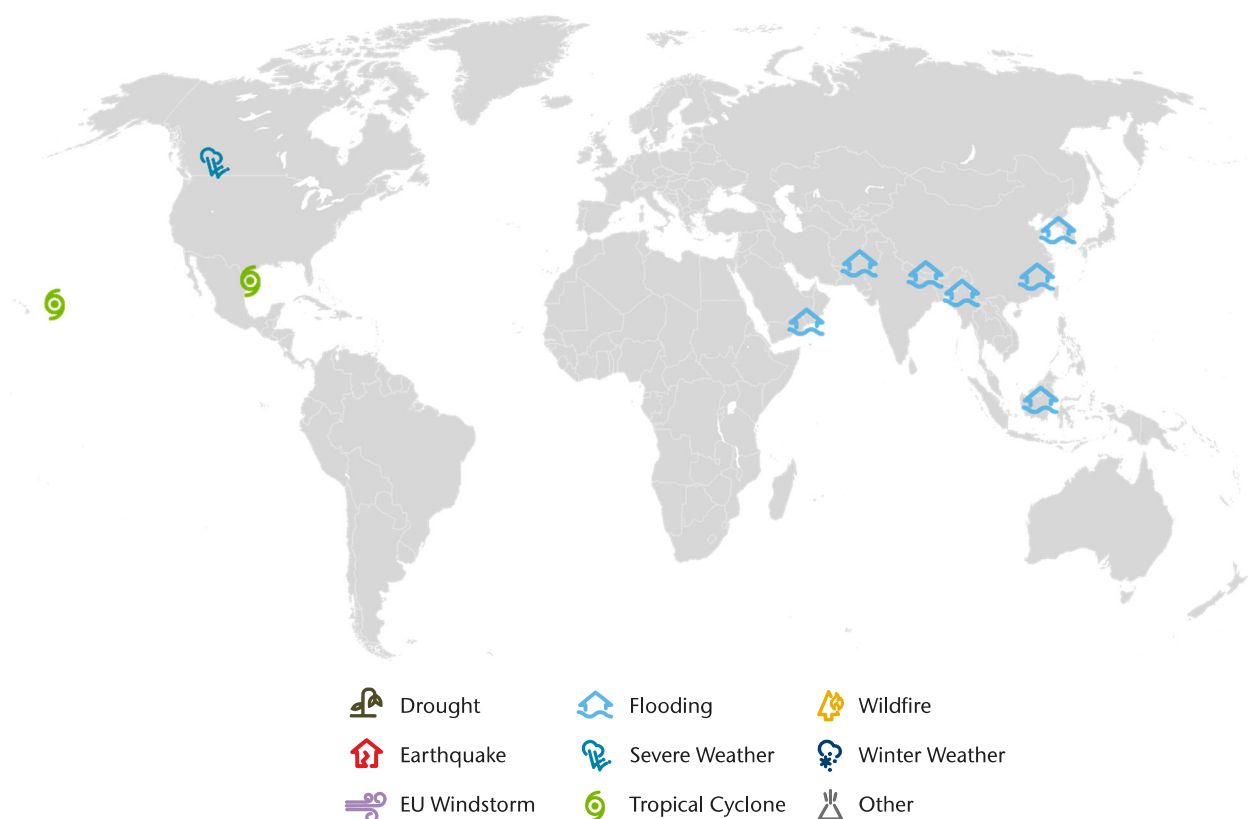 Drought
Flooding
Wildfire
Earthquake
Severe Weather
Winter Weather
EU Windstorm
Tropical Cyclone
Other